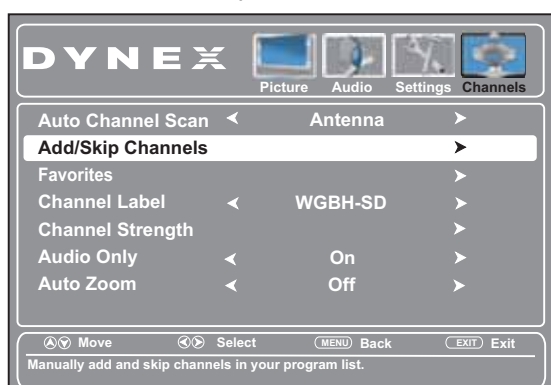 DYNEX
Picture Audio Settings Channels
Auto Channel Scan Antenna
Add/Skip Channels
Favorites
Channel Label WGBH-SD
Channel Strength
Audio Only On
Auto Zoom Off
Move Select MENU Back EXIT Exit
Manually add and skip channels in your program list.